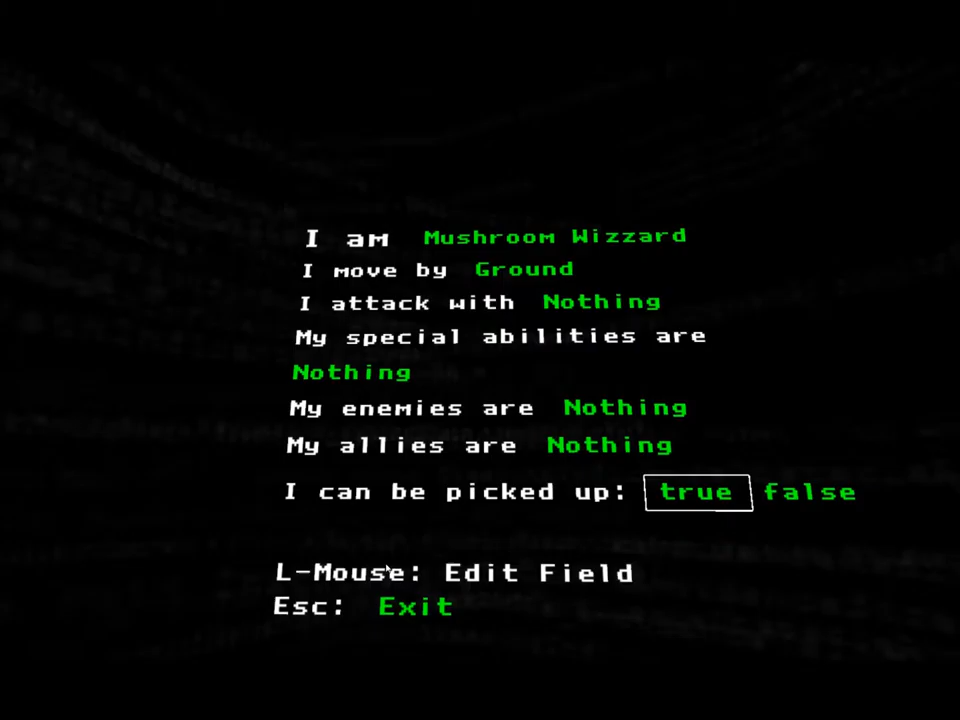 I am Mushroom Wizzard
I move by Ground
I attack with Nothing
My special abilities are
Nothing
My enemies are Nothing
My allies are Nothing
I can be picked up: true false
L-Mouse: Edit Field
Esc: Exit